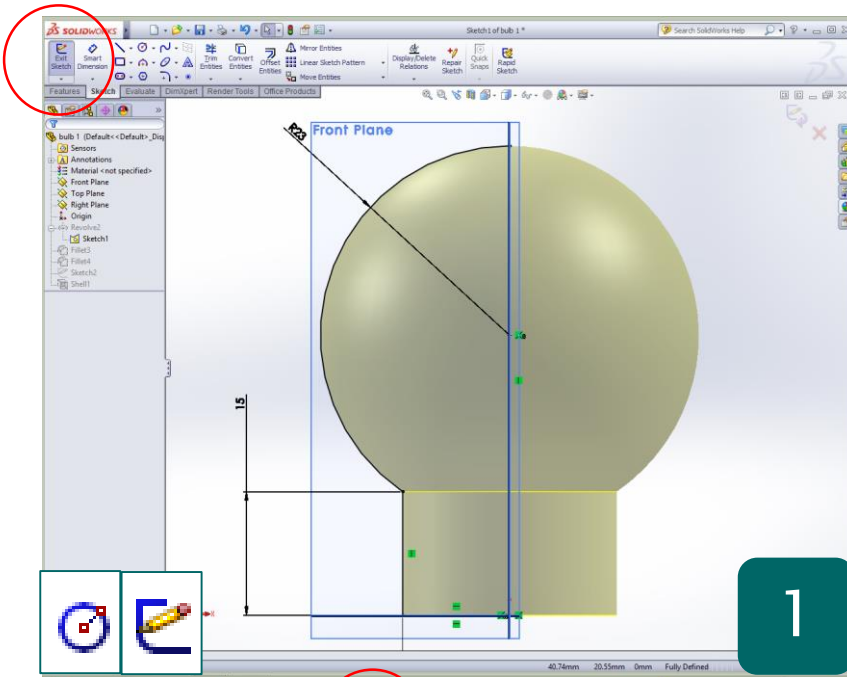 SOLIDWORKS
Sketch1 of bulb 1 *
Search SolidWorks Help
Exit Sketch
Smart Dimension
Trim Entities
Convert Entities
Offset Entities
Mirror Entities
Linear Sketch Pattern
Move Entities
Display/Delete Relations
Repair Sketch
Quick Snaps
Rapid Sketch
Features
Sketch
Evaluate
DimXpert
Render Tools
Office Products
bulb 1 (Default<<Default>_Disp
Sensors
Annotations
Material <not specified>
Front Plane
Top Plane
Right Plane
Origin
Revolve2
Sketch1
Fillet3
Fillet4
Sketch2
Shell1
R23
Front Plane
15
1
40.74mm 20.55mm 0mm Fully Defined